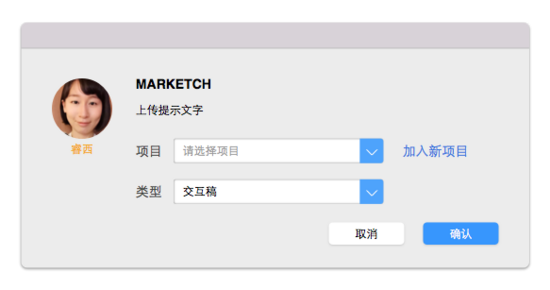 MARKETCH
上传提示文字
睿西
项目 请选择项目 加入新项目
类型 交互稿
取消 确认